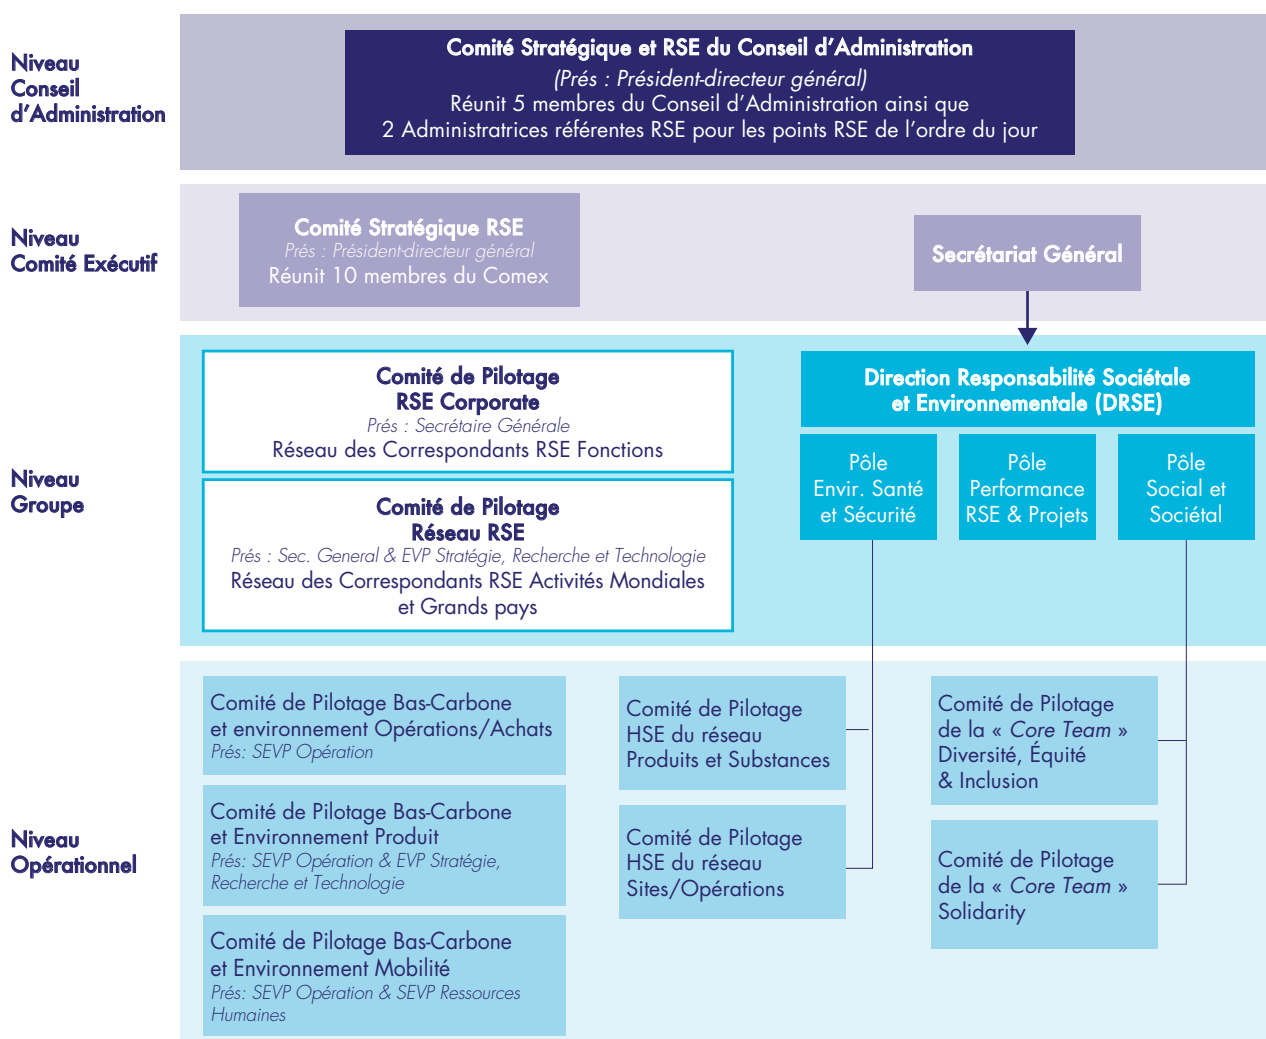 Niveau
Conseil
d'Administration
Comité Stratégique et RSE du Conseil d'Administration
(Prés : Président-directeur général)
Réunit 5 membres du Conseil d'Administration ainsi que
2 Administratrices référentes RSE pour les points RSE de l'ordre du jour
Niveau
Comité Exécutif
Comité Stratégique RSE
Prés : Président-directeur général
Réunit 10 membres du Comex
Secrétariat Général
Niveau
Groupe
Comité de Pilotage
RSE Corporate
Prés : Secrétaire Générale
Réseau des Correspondants RSE Fonctions
Comité de Pilotage
Réseau RSE
Prés : Sec. General & EVP Stratégie, Recherche et Technologie
Réseau des Correspondants RSE Activités Mondiales
et Grands pays
Direction Responsabilité Sociétale
et Environnementale (DRSE)
Pôle
Envir. Santé
et Sécurité
Pôle
Performance
RSE & Projets
Pôle
Social et
Sociétal
Niveau
Opérationnel
Comité de Pilotage Bas-Carbone
et environnement Opérations/Achats
Prés: SEVP Opération
Comité de Pilotage Bas-Carbone
et Environnement Produit
Prés: SEVP Opération & EVP Stratégie,
Recherche et Technologie
Comité de Pilotage Bas-Carbone
et Environnement Mobilité
Prés: SEVP Opération & SEVP Ressources
Humaines
Comité de Pilotage
HSE du réseau
Produits et Substances
Comité de Pilotage
HSE du réseau
Sites/Opérations
Comité de Pilotage
de la « Core Team »
Diversité, Équité
& Inclusion
Comité de Pilotage
de la « Core Team »
Solidarity